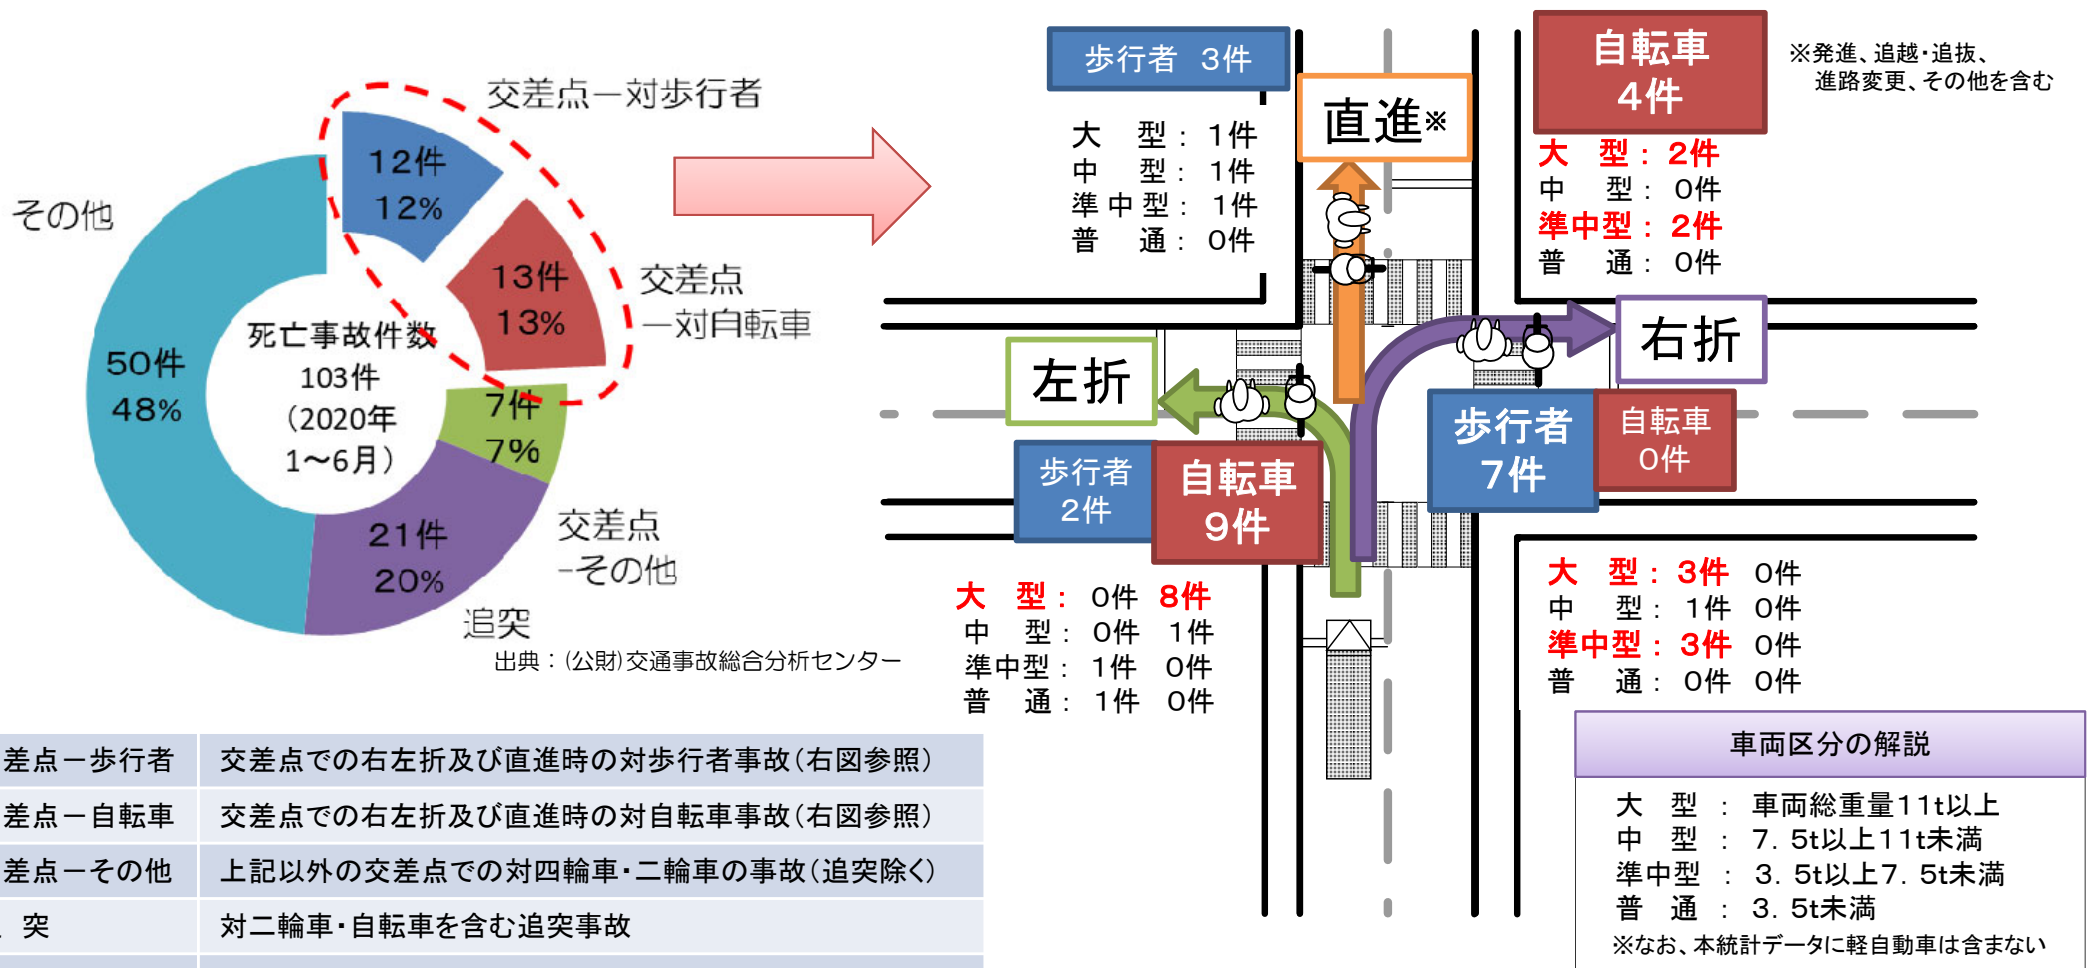 交差点－対歩行者
12件
12%
その他
13件
13%
交差点
－対自転車
死亡事故件数
103件
（2020年
1～6月）
50件
48%
7件
7%
21件
20%
交差点
-その他
追突
出典：(公財)交通事故総合分析センター
歩行者 3件
大 型： 1件
中 型： 1件
準中型： 1件
普 通： 0件
直進※
自転車
4件
※発進、追越・追抜、
進路変更、その他を含む
大 型： 2件
中 型： 0件
準中型： 2件
普 通： 0件
左折
右折
歩行者
2件
自転車
9件
歩行者
7件
自転車
0件
大 型： 0件 8件
中 型： 0件 1件
準中型： 1件 0件
普 通： 1件 0件
大 型： 3件 0件
中 型： 1件 0件
準中型： 3件 0件
普 通： 0件 0件
差点－歩行者 交差点での右左折及び直進時の対歩行者事故（右図参照）
差点－自転車 交差点での右左折及び直進時の対自転車事故（右図参照）
差点－その他 上記以外の交差点での対四輪車・二輪車の事故（追突除く）
突 対二輪車・自転車を含む追突事故
車両区分の解説
大 型 ： 車両総重量11t以上
中 型 ： 7．5t以上11t未満
準中型 ： 3．5t以上7．5t未満
普 通 ： 3．5t未満
※なお、本統計データに軽自動車は含まない